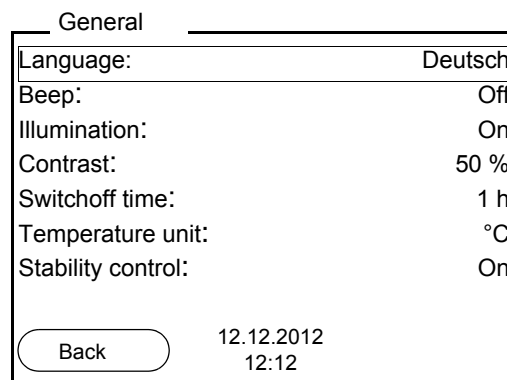 General
Language: Deutsch
Beep: Off
Illumination: On
Contrast: 50 %
Switchoff time: 1 h
Temperature unit: °C
Stability control: On
Back
12.12.2012
12:12